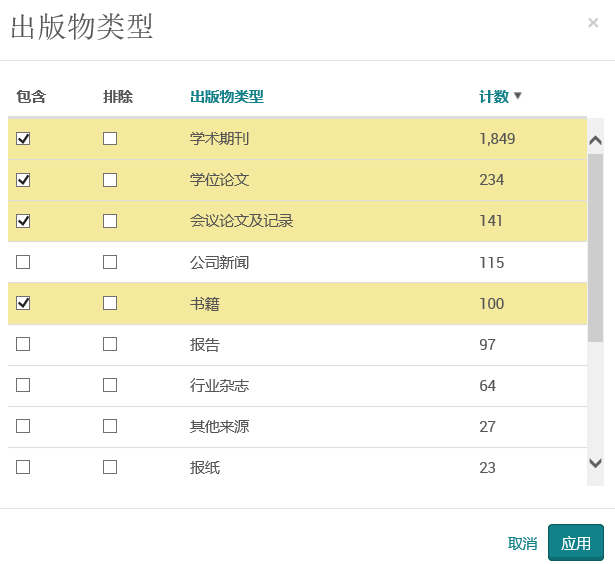 出版物类型
×
包含 排除 出版物类型 计数 ▼
学术期刊 1,849
学位论文 234
会议论文及记录 141
公司新闻 115
书籍 100
报告 97
行业杂志 64
其他来源 27
报纸 23
取消 应用